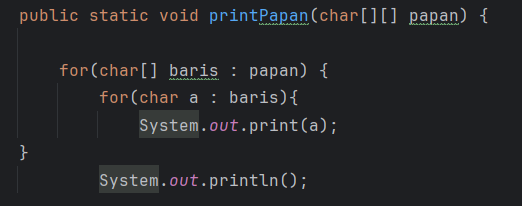 public static void printPapan(char[][] papan) {
for(char[] baris : papan) {
for(char a : baris){
System.out.print(a);
}
System.out.println();